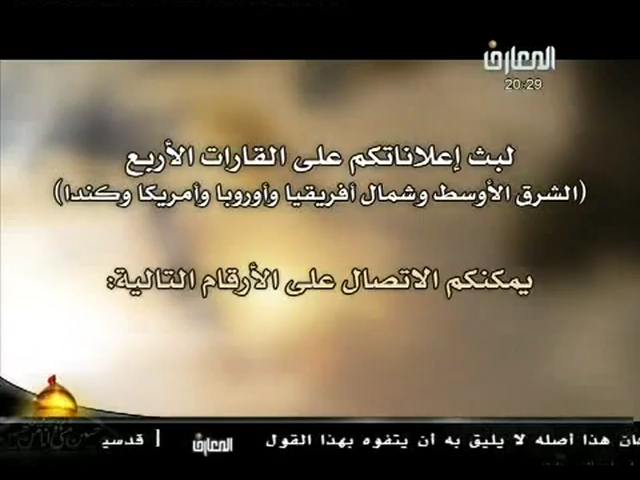 المعارف
20:29
لبث إعلاناتكم على القارات الأربع
(الشرق الأوسط وشمال أفريقيا وأوروبا وأمريكا وكندا)
يمكنكم الاتصال على الأرقام التالية:
هذا أصله لا يليق به أن يتفوه بهذا القول المعارف | قدسي